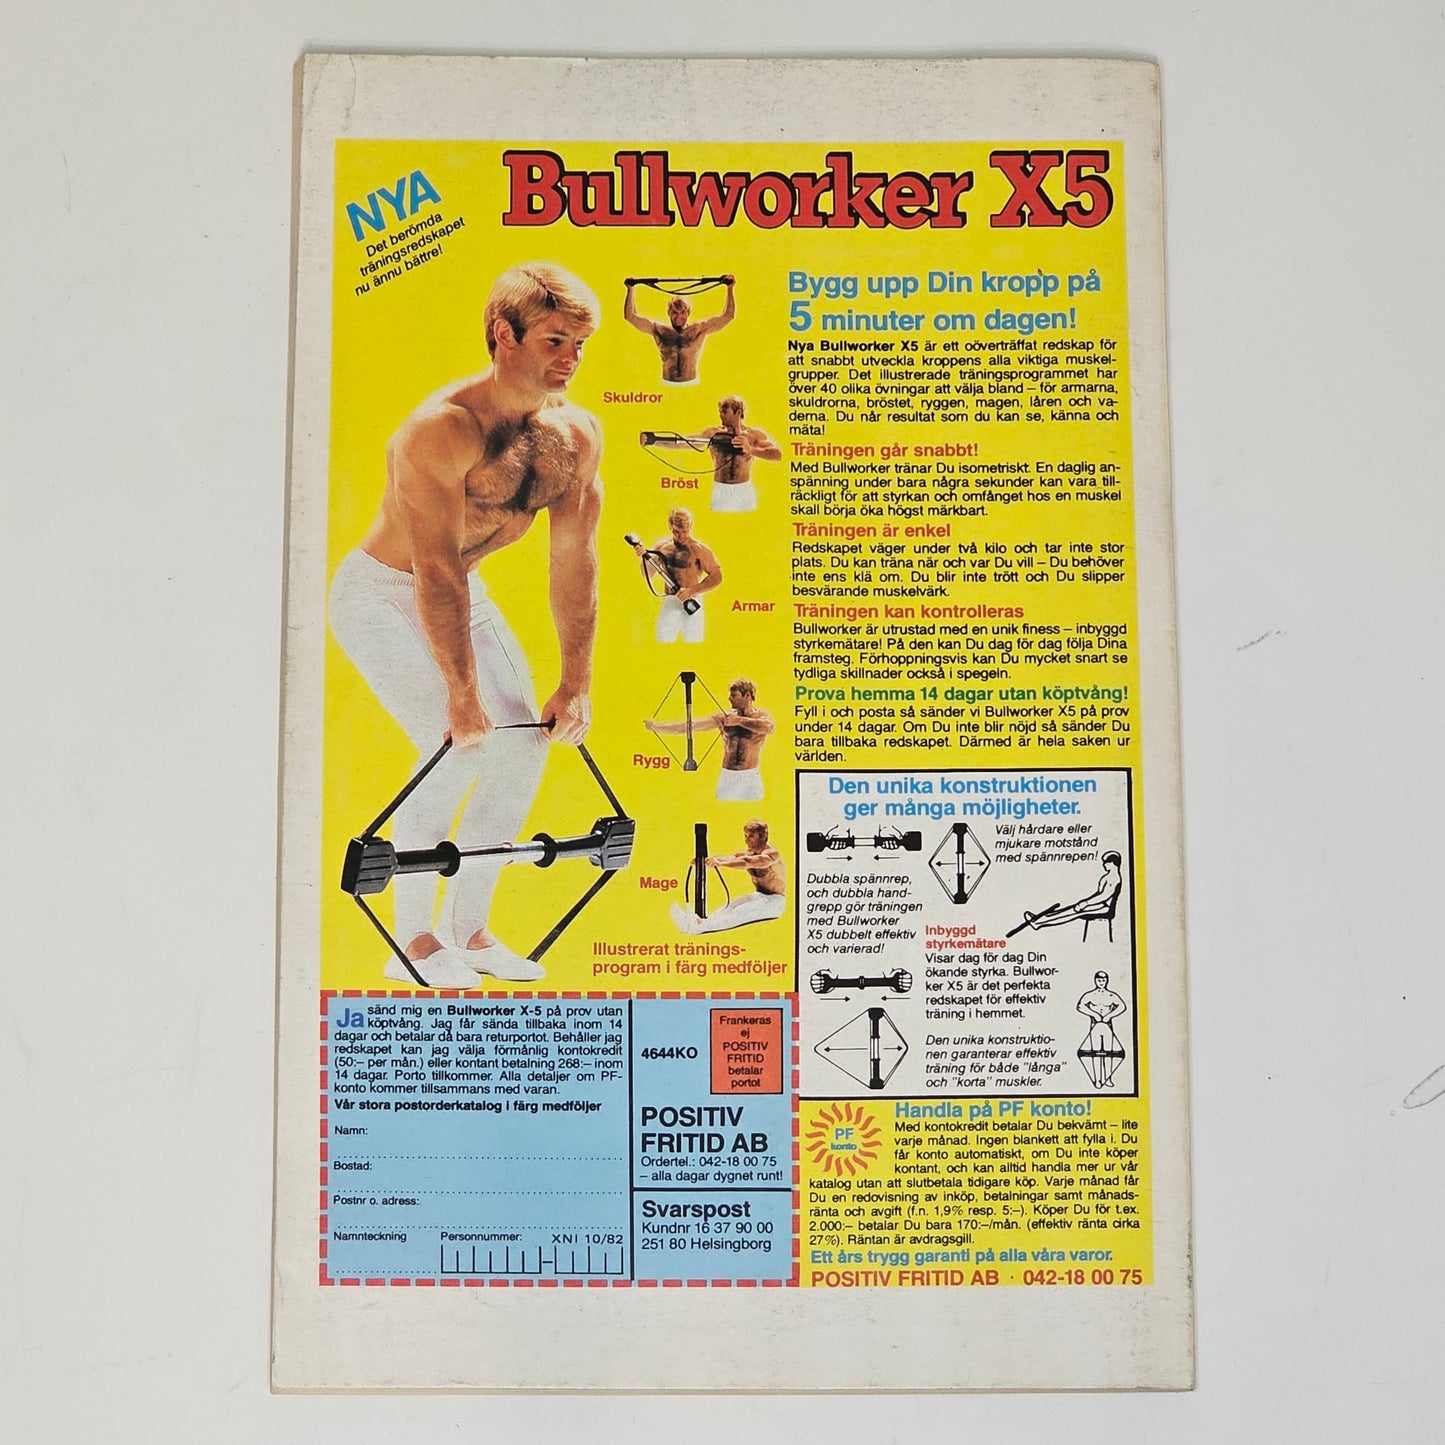 NYA
Det berömda
träningsredskapet
nu ännu bättre!
Bullworker X5
Bygg upp Din kropp på
5 minuter om dagen!
Nya Bullworker X5 är ett oöverträffat redskap för
att snabbt utveckla kroppens alla viktiga muskel-
grupper. Det illustrerade träningsprogrammet har
över 40 olika övningar att välja bland – för armarna,
skuldrorna, bröstet, ryggen, magen, låren och va-
derna. Du når resultat som du kan se, känna och
mäta!
Träningen går snabbt!
Med Bullworker tränar Du isometriskt. En daglig an-
spänning under bara några sekunder kan vara till-
räckligt för att styrkan och omfånget hos en muskel
skall börja öka högst märkbart.
Träningen är enkel
Redskapet väger under två kilo och tar inte stor
plats. Du kan träna när och var Du vill – Du behöver
inte ens klä om. Du blir inte trött och Du slipper
besvärande muskelvärk.
Träningen kan kontrolleras
Bullworker är utrustad med en unik finess – inbyggd
styrkemätare! På den kan Du dag för dag följa Dina
framsteg. Förhoppningsvis kan Du mycket snart se
tydliga skillnader också i spegeln.
Prova hemma 14 dagar utan köptvång!
Fyll i och posta så sänder vi Bullworker X5 på prov
under 14 dagar. Om Du inte blir nöjd så sänder Du
bara tillbaka redskapet. Därmed är hela saken ur
världen.
Skuldror
Bröst
Armar
Rygg
Mage
Illustrerat tränings-
program i färg medföljer
Den unika konstruktionen
ger många möjligheter.
Välj hårdare eller
mjukare motstånd
med spännrepen!
Dubbla spännrep,
och dubbla hand-
grepp gör träningen
med Bullworker
X5 dubbelt effektiv
och varierad!
Inbyggd
styrkemätare
Visar dag för dag Din
ökande styrka. Bullwor-
ker X5 är det perfekta
redskapet för effektiv
träning i hemmet.
Den unika konstruktio-
nen garanterar effektiv
träning för både "långa"
och "korta" muskler.
Ja sänd mig en Bullworker X-5 på prov utan
köptvång. Jag får sända tillbaka inom 14
dagar och betalar då bara returportot. Behåller jag
redskapet kan jag välja förmånlig kontokredit
(50:– per mån.) eller kontant betalning 268:– inom
14 dagar. Porto tillkommer. Alla detaljer om PF-
konto kommer tillsammans med varan.
Vår stora postorderkatalog i färg medföljer
Namn:
Bostad:
Postnr o. adress:
Namnteckning Personnummer: XNI 10/82
4644KO
Frankeras
ej
POSITIV
FRITID
betalar
portot
POSITIV
FRITID AB
Ordertel.: 042-18 00 75
– alla dagar dygnet runt!
Svarspost
Kundnr 16 37 90 00
251 80 Helsingborg
PF
konto
Handla på PF konto!
Med kontokredit betalar Du bekvämt – lite
varje månad. Ingen blankett att fylla i. Du
får konto automatiskt, om Du inte köper
kontant, och kan alltid handla mer ur vår
katalog utan att slutbetala tidigare köp. Varje månad får
Du en redovisning av inköp, betalningar samt månads-
ränta och avgift (f.n. 1,9% resp. 5:–). Köper Du för t.ex.
2.000:– betalar Du bara 170:–/mån. (effektiv ränta cirka
27%). Räntan är avdragsgill.
Ett års trygg garanti på alla våra varor.
POSITIV FRITID AB · 042-18 00 75